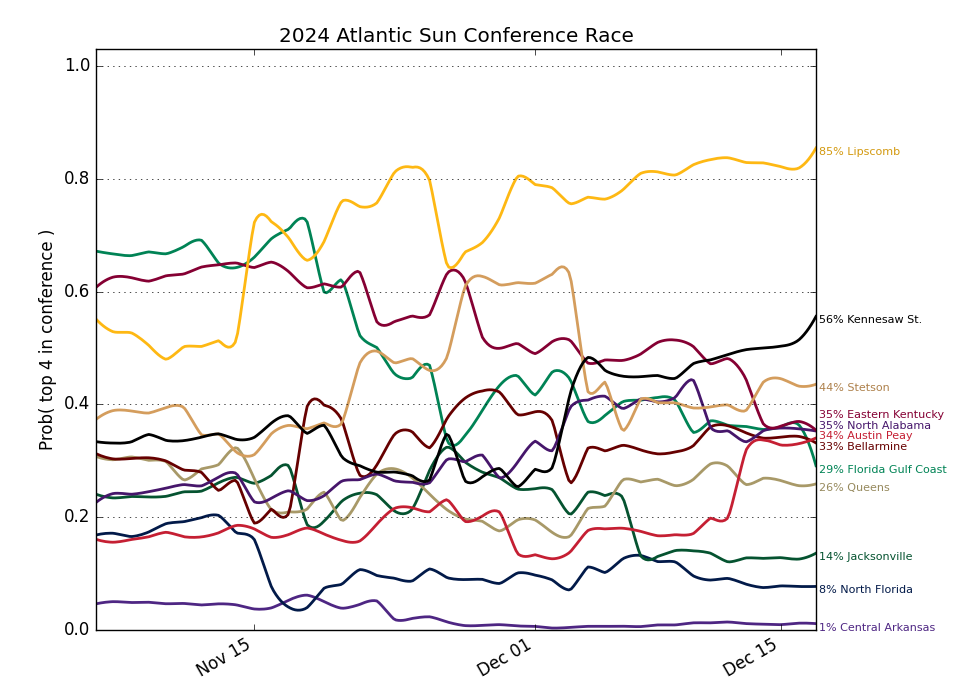 2024 Atlantic Sun Conference Race
Prob( top 4 in conference )
1.0
0.8
0.6
0.4
0.2
0.0
Nov 15
Dec 01
Dec 15
85% Lipscomb
56% Kennesaw St.
44% Stetson
35% Eastern Kentucky
35% North Alabama
34% Austin Peay
33% Bellarmine
29% Florida Gulf Coast
26% Queens
14% Jacksonville
8% North Florida
1% Central Arkansas